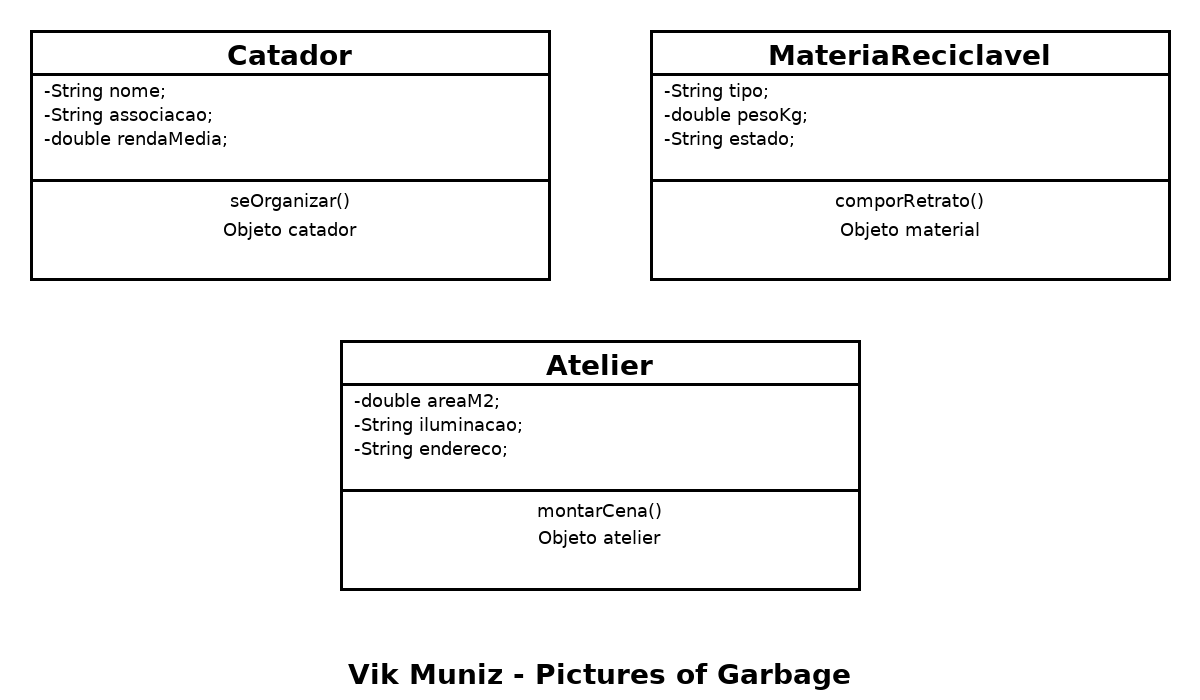 Catador
-String nome;
-String associacao;
-double rendaMedia;
seOrganizar()
Objeto catador
MateriaReciclavel
-String tipo;
-double pesoKg;
-String estado;
comporRetrato()
Objeto material
Atelier
-double areaM2;
-String iluminacao;
-String endereco;
montarCena()
Objeto atelier
Vik Muniz - Pictures of Garbage